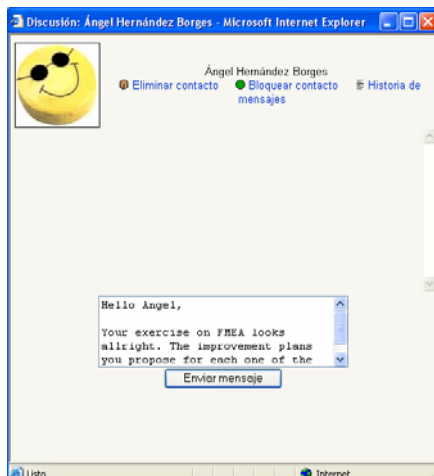 Discusión: Ángel Hernández Borges - Microsoft Internet Explorer
Ángel Hernández Borges
Eliminar contacto Bloquear contacto Historia de
mensajes
Hello Angel,
Your exercise on FMEA looks
allright. The improvement plans
you propose for each one of the
Enviar mensaje
Listo Internet